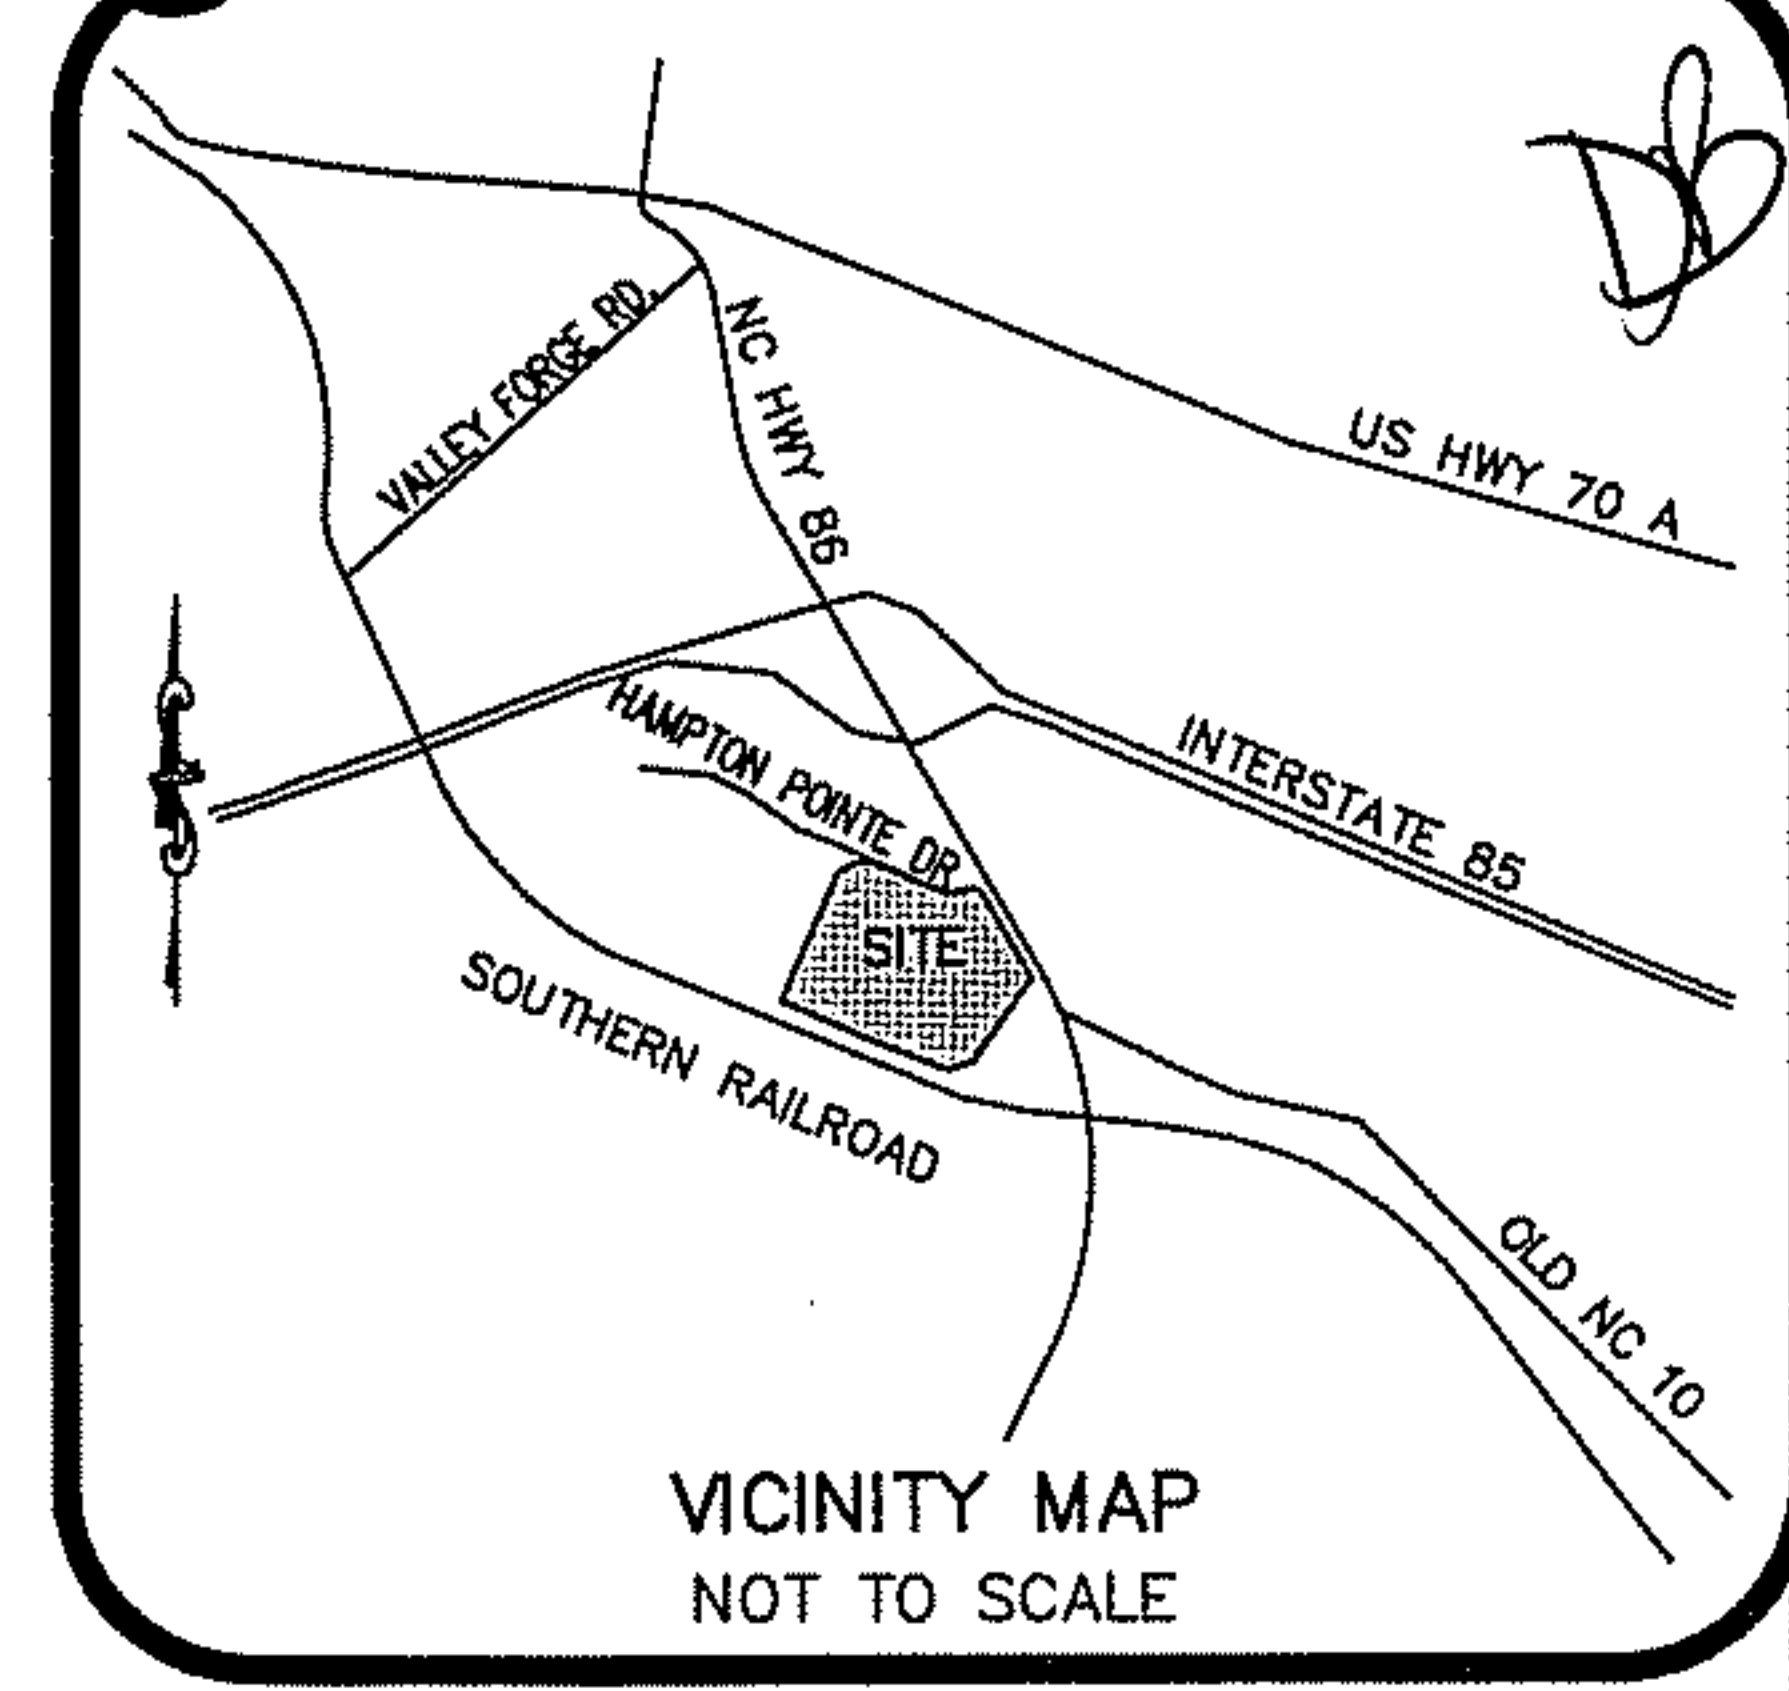 VALLEY FORGE RD.
NC HWY 86
US HWY 70 A
HAMPTON POINTE DR.
INTERSTATE 85
SITE
SOUTHERN RAILROAD
OLD NC 10
VICINITY MAP
NOT TO SCALE